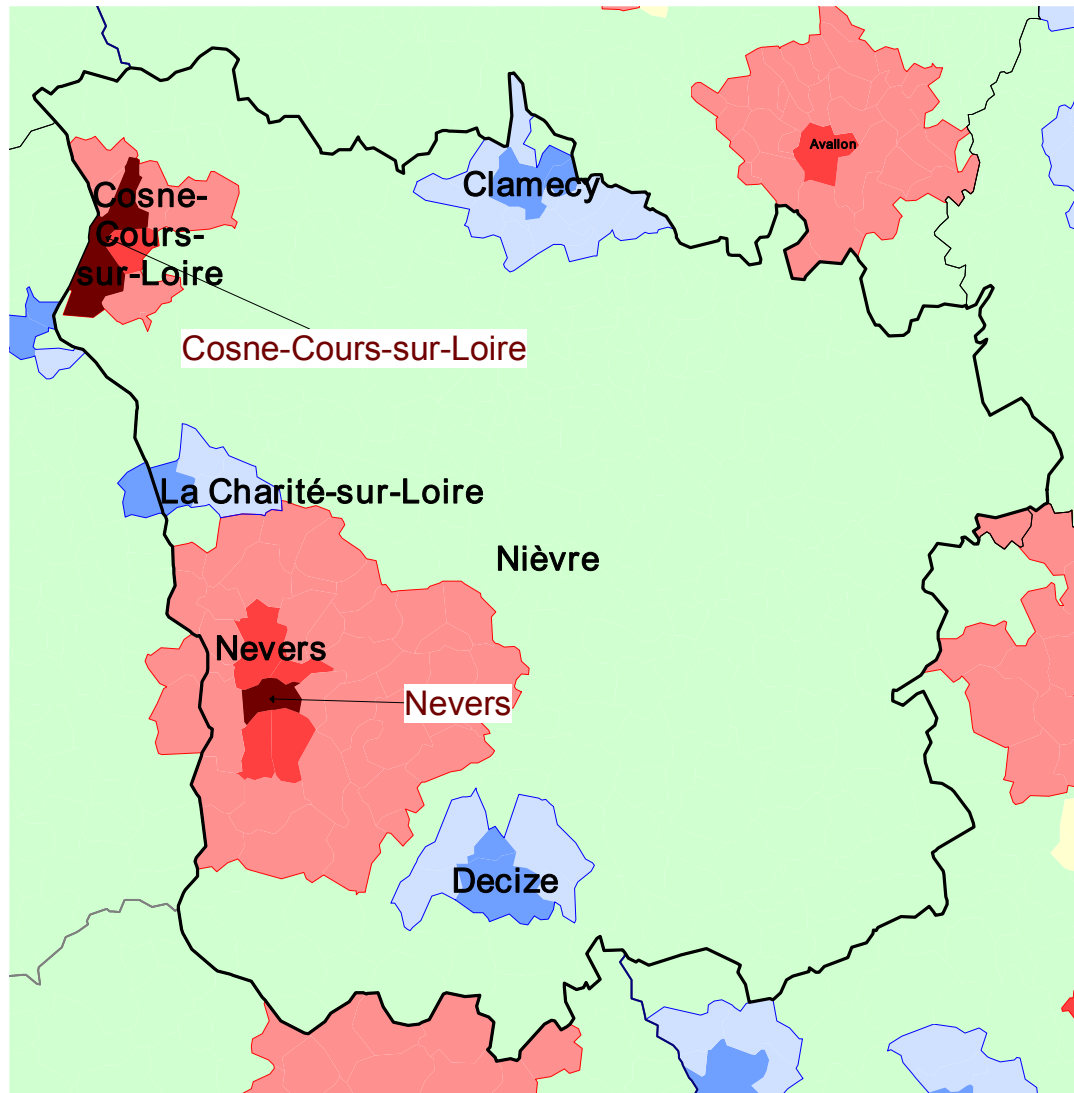 Avallon
Clamecy
Cosne-
Cours-
sur-Loire
Cosne-Cours-sur-Loire
La Charité-sur-Loire
Nièvre
Nevers
Nevers
Decize